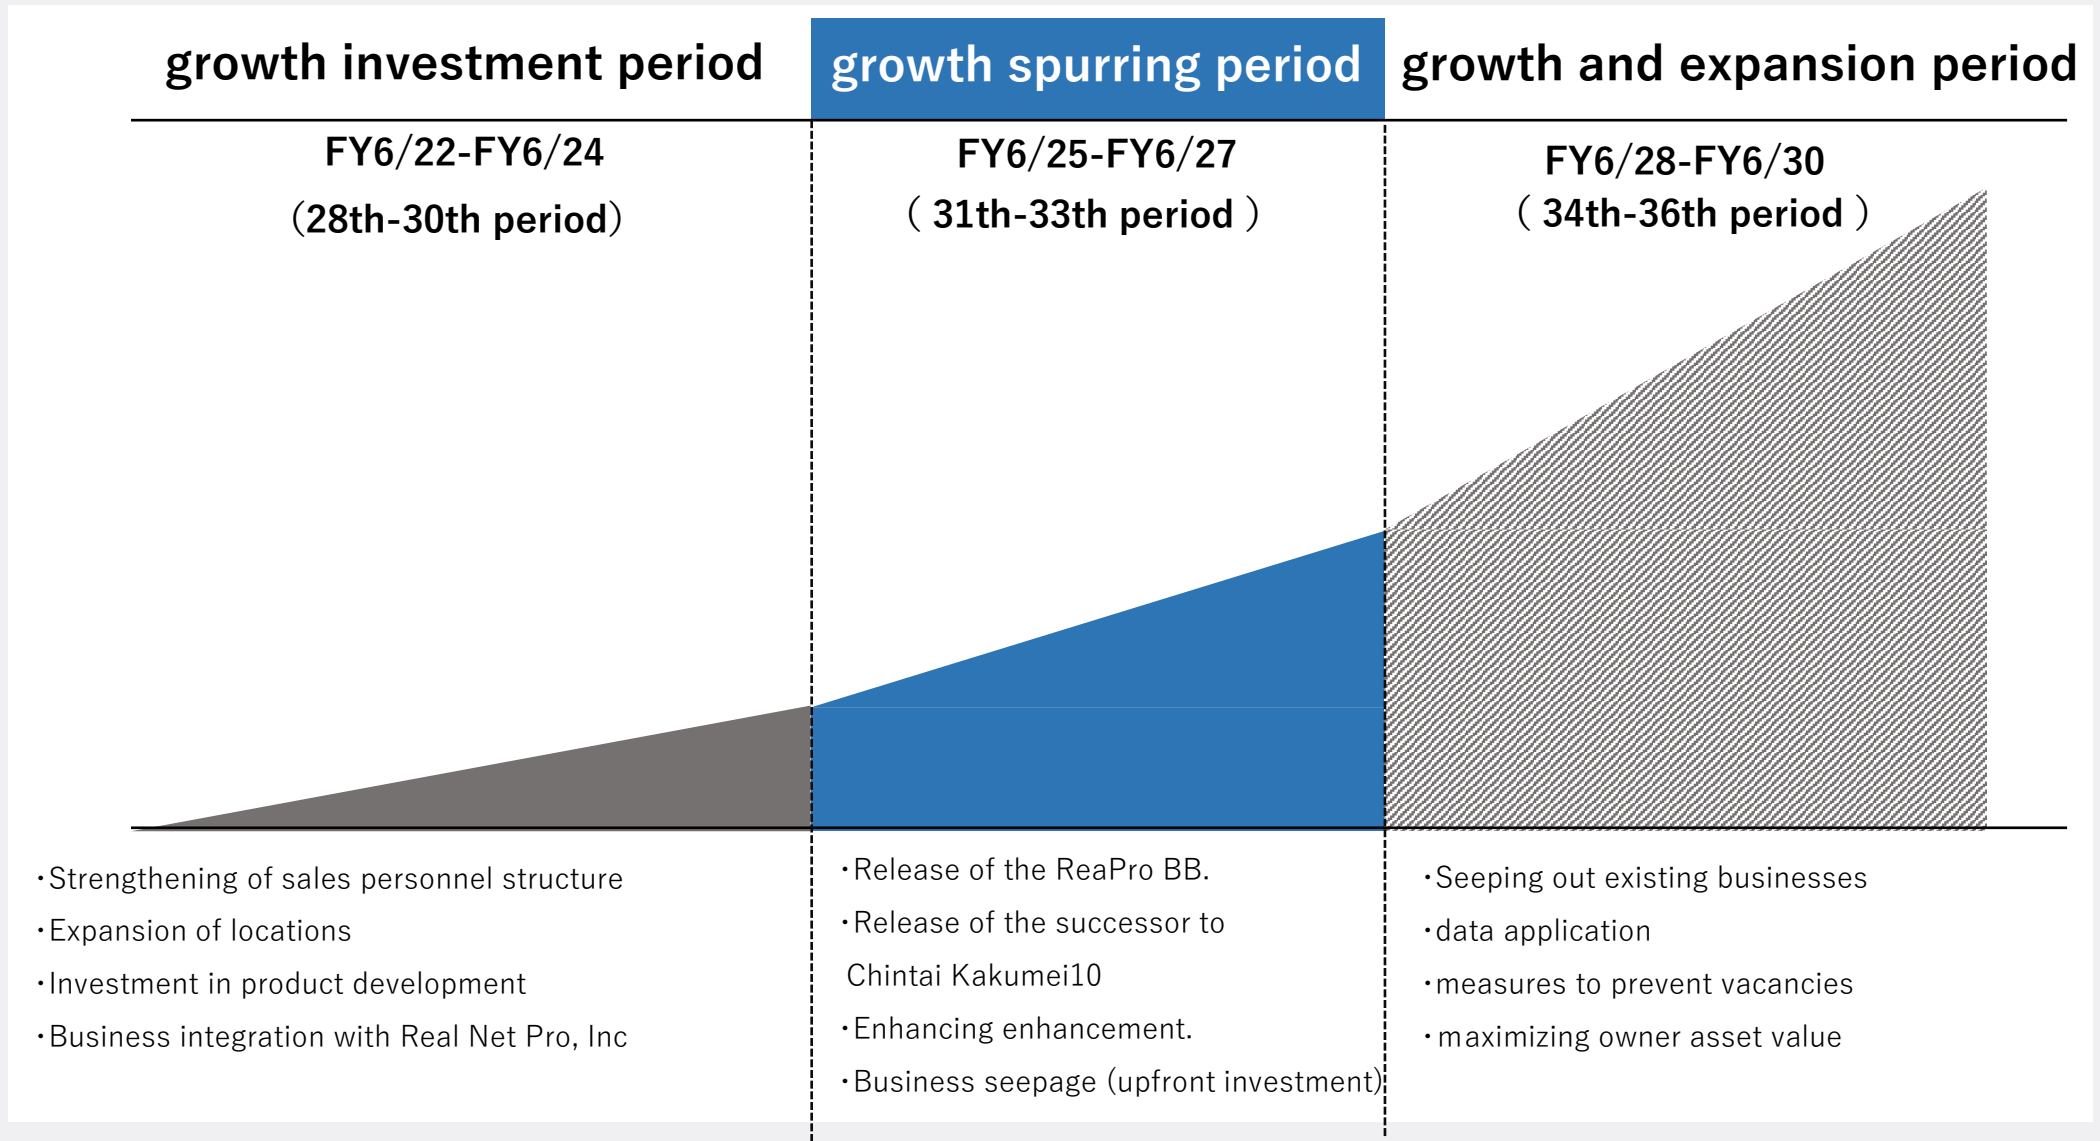 growth investment period
growth spurring period
growth and expansion period
FY6/22-FY6/24
（28th-30th period）
FY6/25-FY6/27
（ 31th-33th period ）
FY6/28-FY6/30
（ 34th-36th period ）
・Strengthening of sales personnel structure
・Expansion of locations
・Investment in product development
・Business integration with Real Net Pro, Inc
・Release of the ReaPro BB.
・Release of the successor to
Chintai Kakumei10
・Enhancing enhancement.
・Business seepage (upfront investment)
・Seeping out existing businesses
・data application
・measures to prevent vacancies
・maximizing owner asset value